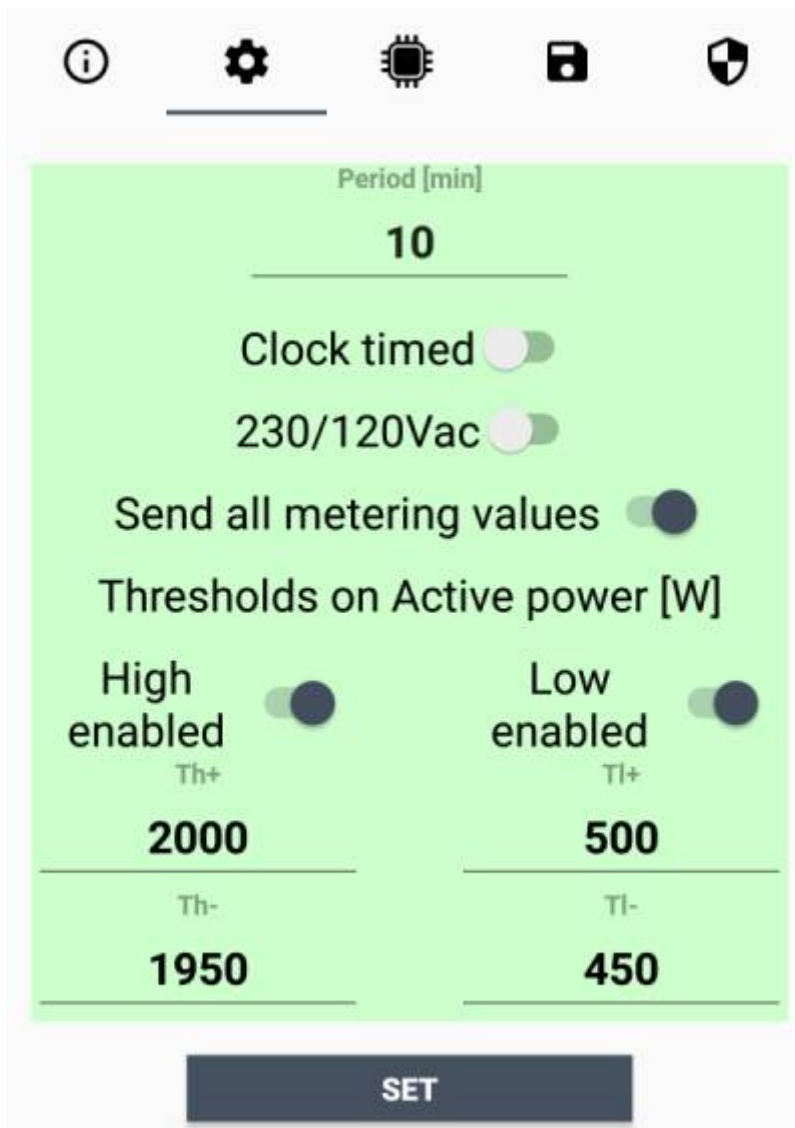 Period [min]
10
Clock timed
230/120Vac
Send all metering values
Thresholds on Active power [W]
High
enabled
Low
enabled
Th+
Tl+
2000
500
Th-
Tl-
1950
450
SET